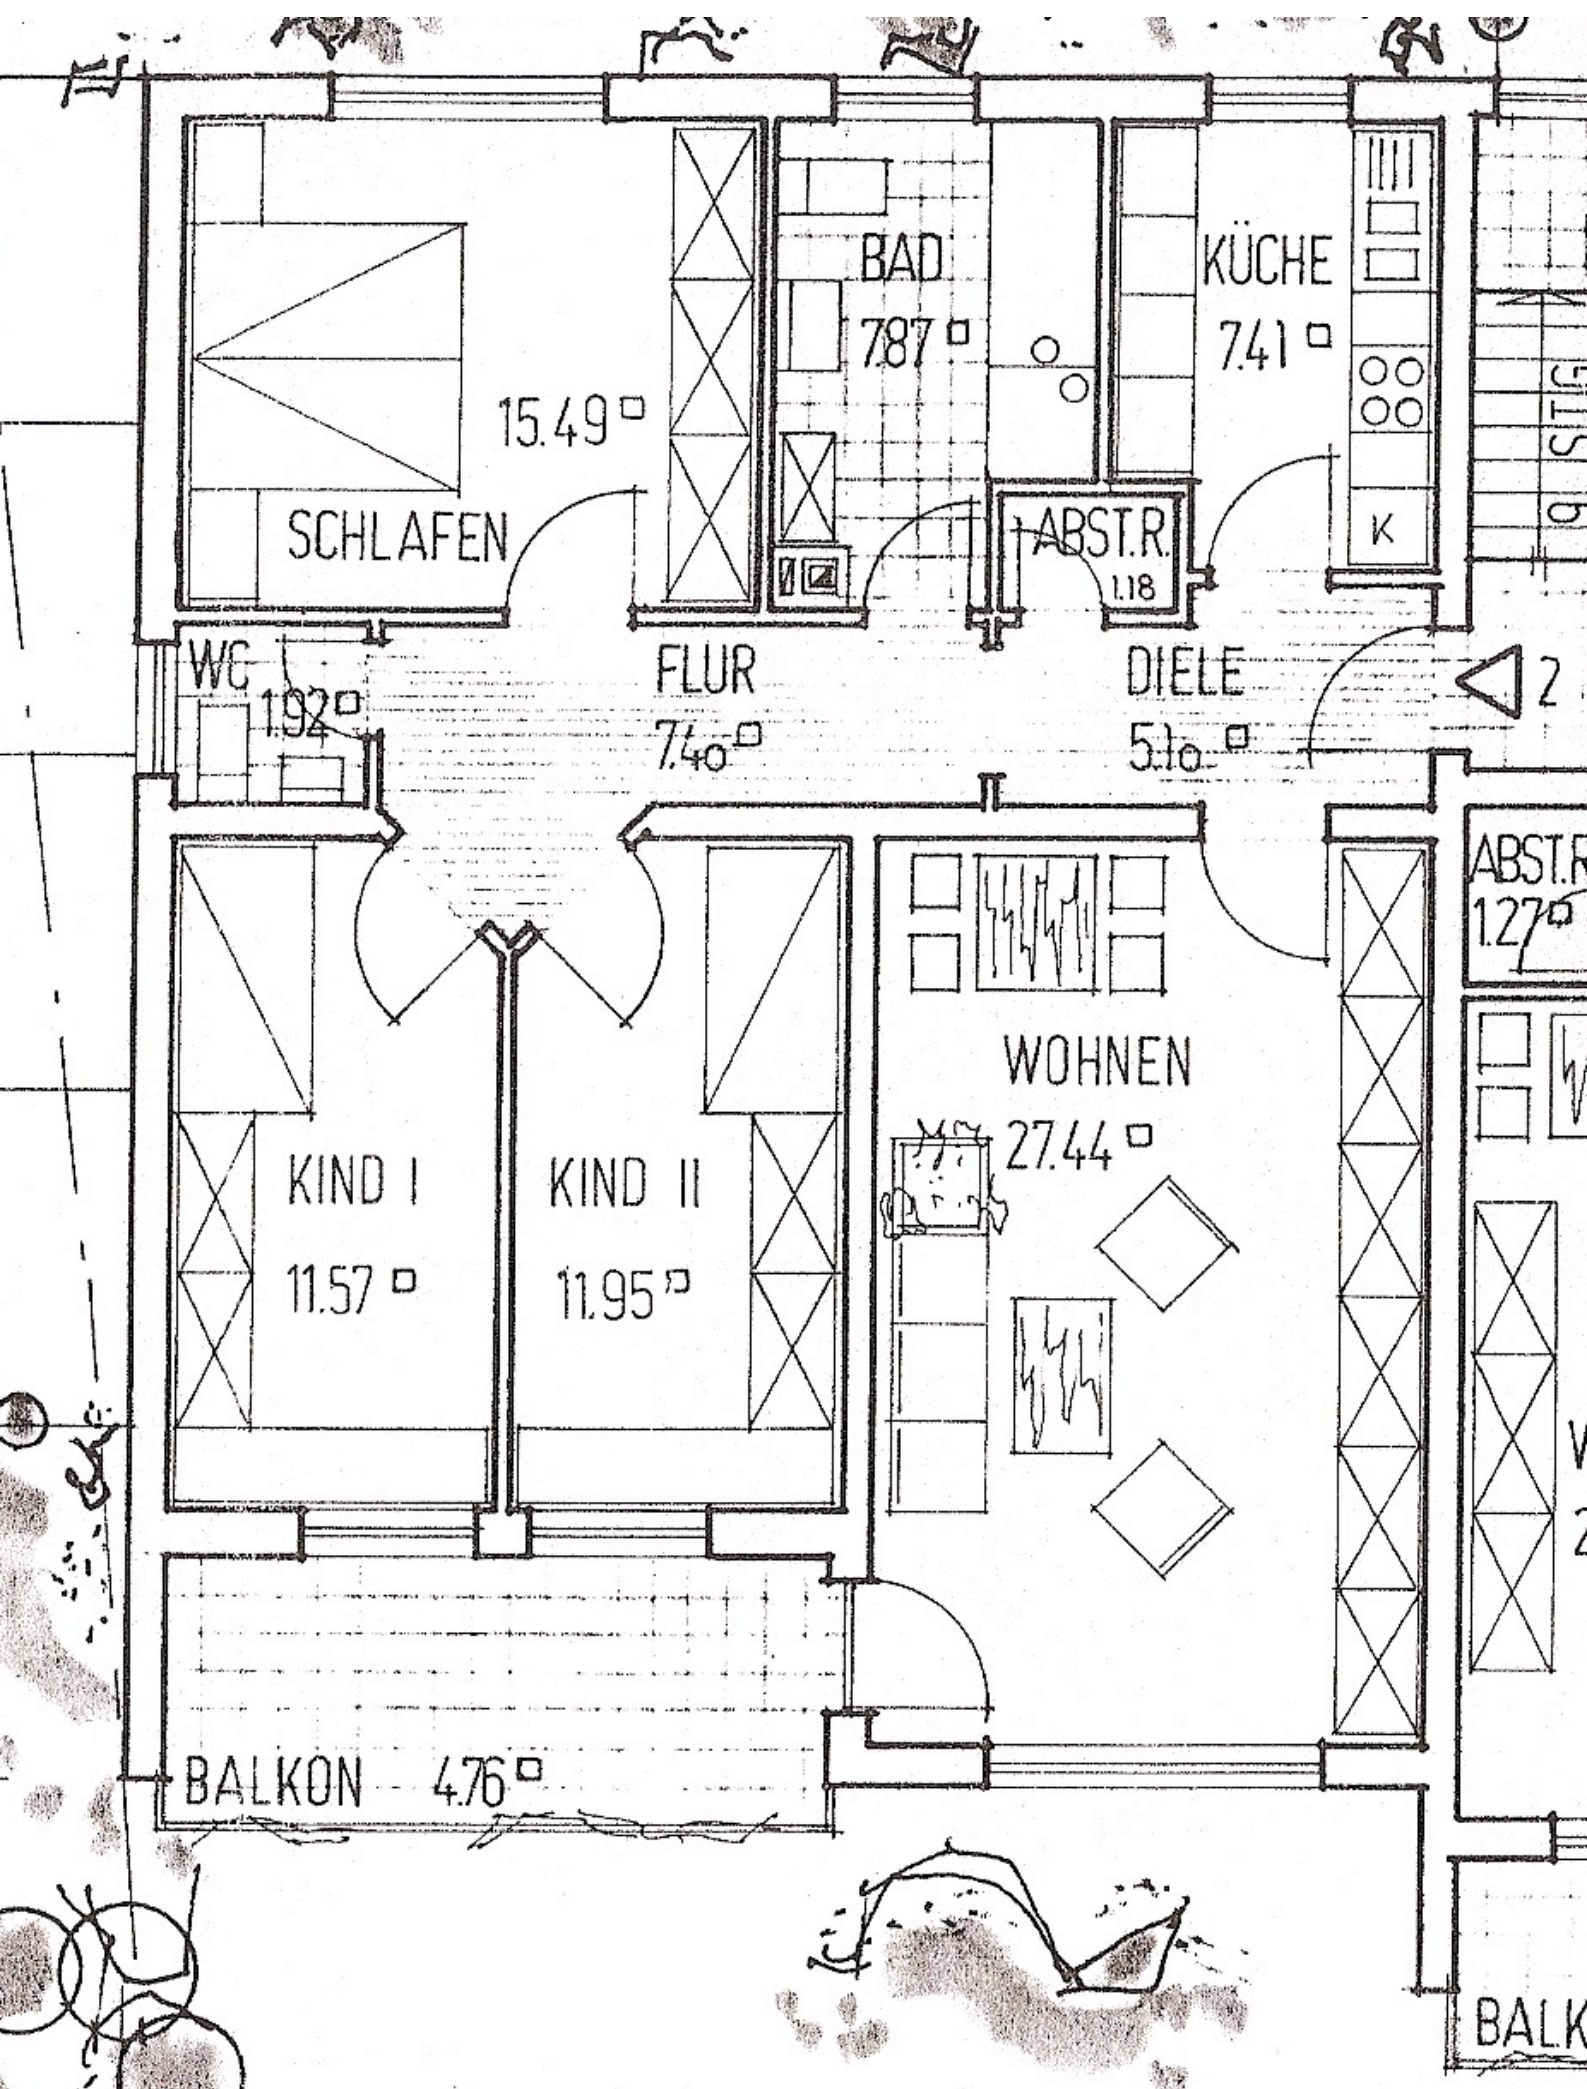 BAD
7.87 □
KÜCHE
7.41 □
15.49 □
SCHLAFEN
ABST.R.
1.18
K
9 STG
WC
1.92 □
FLUR
7.40 □
DIELE
5.10 □
2
ABST.R
1.27 □
WOHNEN
27.44 □
KIND I
11.57 □
KIND II
11.95 □
BALKON 4.76 □
BALK